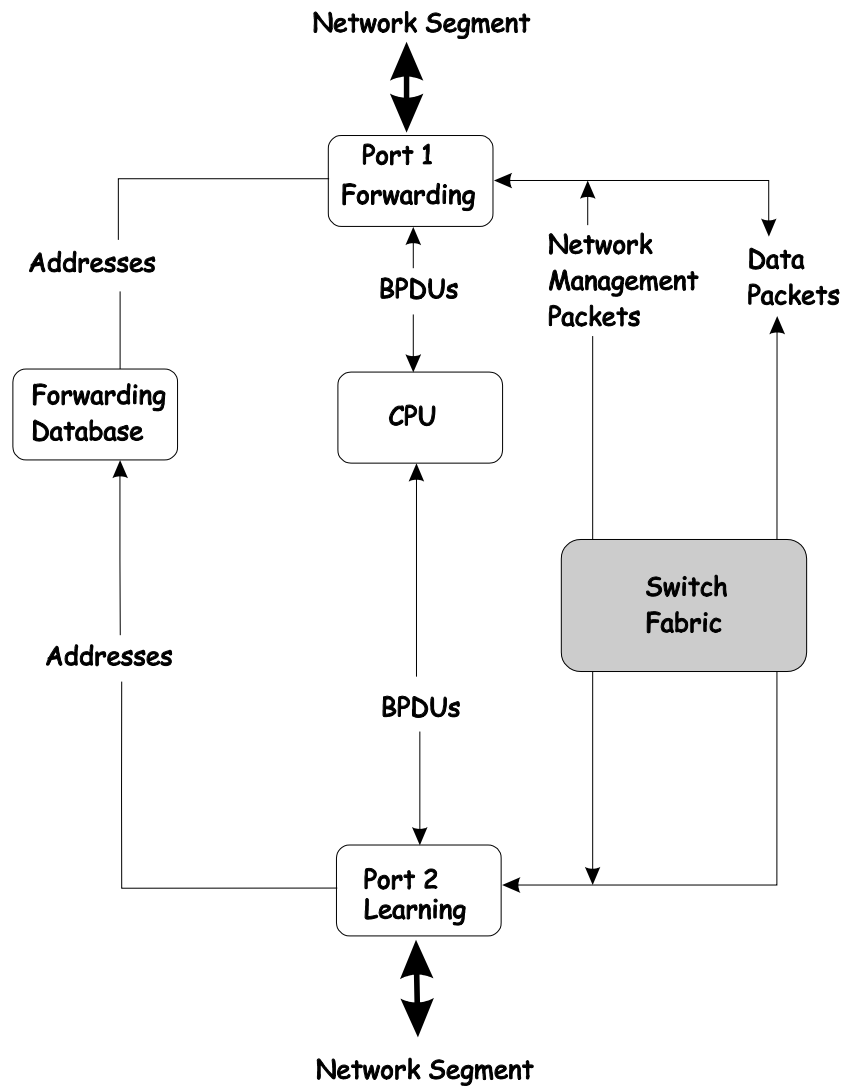 Network Segment
Port 1
Forwarding
Addresses
BPDUs
Network
Management
Packets
Data
Packets
Forwarding
Database
CPU
Switch
Fabric
Addresses
BPDUs
Port 2
Learning
Network Segment